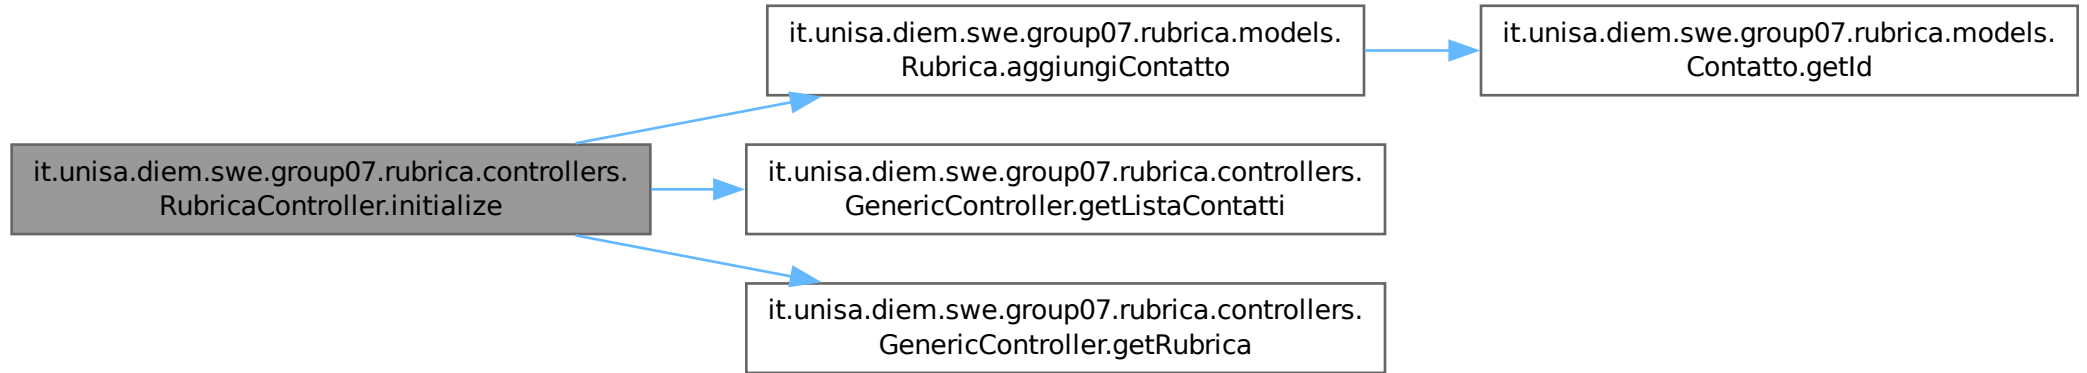 it.unisa.diem.swe.group07.rubrica.controllers.
RubricaController.initialize
it.unisa.diem.swe.group07.rubrica.models.
Rubrica.aggiungiContatto
it.unisa.diem.swe.group07.rubrica.models.
Contatto.getId
it.unisa.diem.swe.group07.rubrica.controllers.
GenericController.getListaContatti
it.unisa.diem.swe.group07.rubrica.controllers.
GenericController.getRubrica